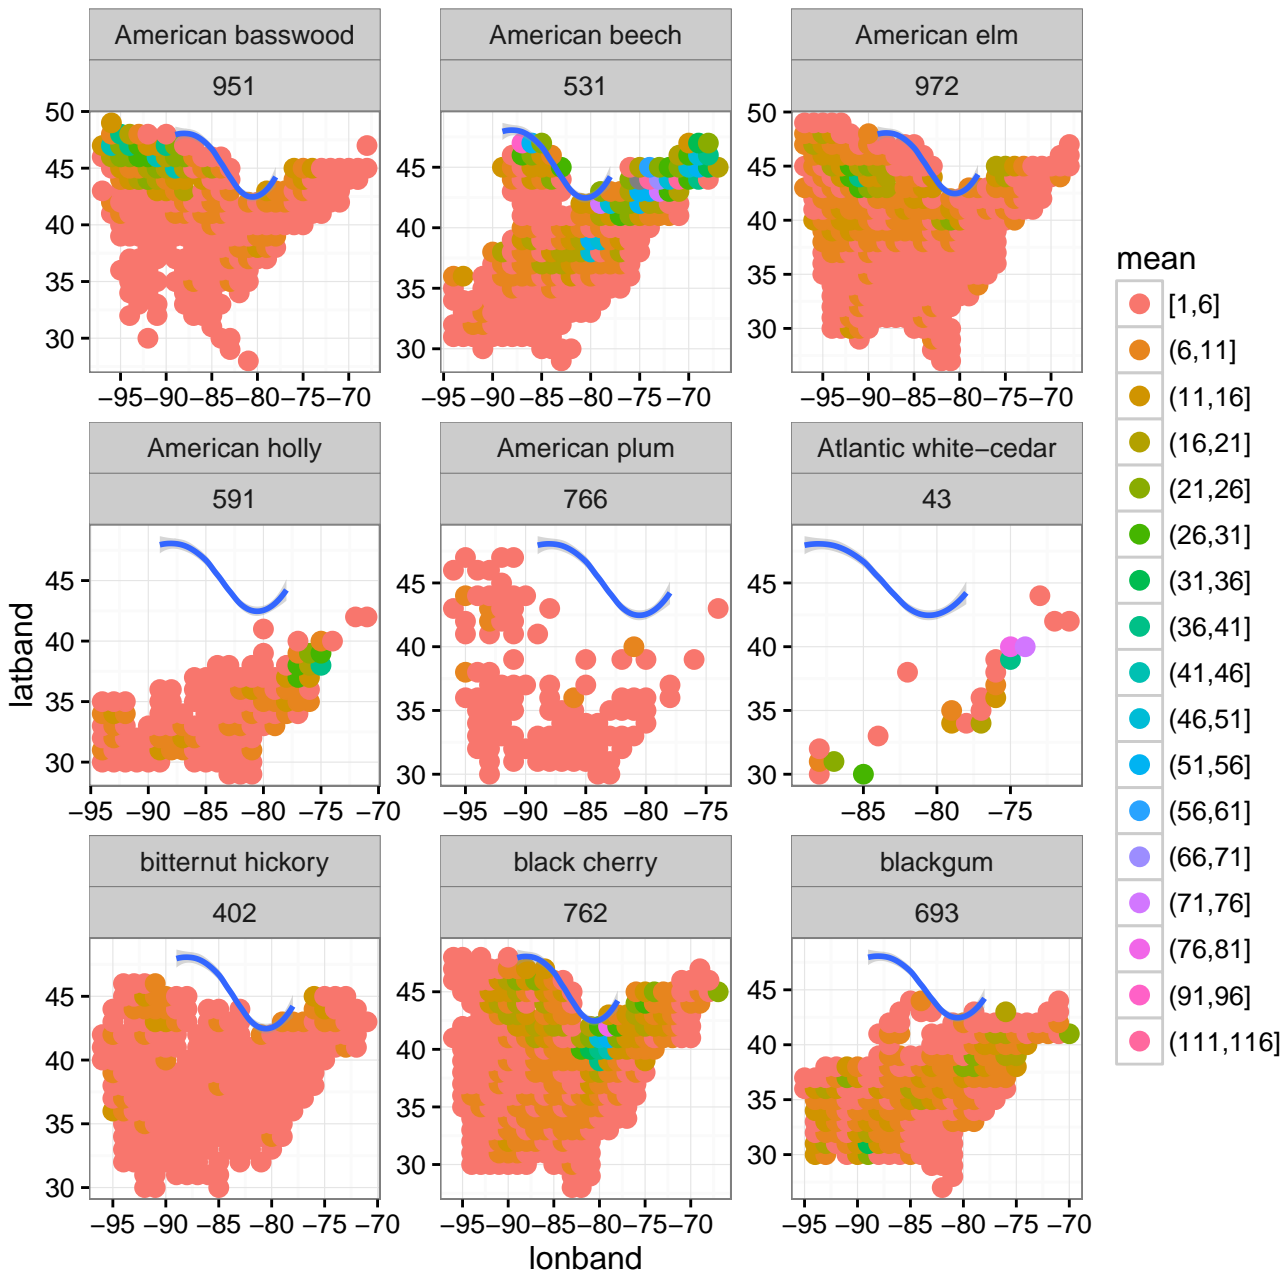 American basswood American beech American elm
951 531 972
50 50
45 45 45
40 40 40
35 35 35
30 30 30
−95 −90 −85 −80 −75 −70 −95 −90 −85 −80 −75 −70 −95 −90 −85 −80 −75 −70
American holly American plum Atlantic white−cedar
591 766 43
45 45 45
40 40 40
35 35 35
30 30 30
−95 −90 −85 −80 −75 −70 −95 −90 −85 −80 −75 −85 −80 −75
bitternut hickory black cherry blackgum
402 762 693
45 45 45
40 40 40
35 35 35
30 30 30
−95 −90 −85 −80 −75 −70 −95 −90 −85 −80 −75 −70 −95 −90 −85 −80 −75 −70
latband
lonband
mean
[1,6]
(6,11]
(11,16]
(16,21]
(21,26]
(26,31]
(31,36]
(36,41]
(41,46]
(46,51]
(51,56]
(56,61]
(66,71]
(71,76]
(76,81]
(91,96]
(111,116]